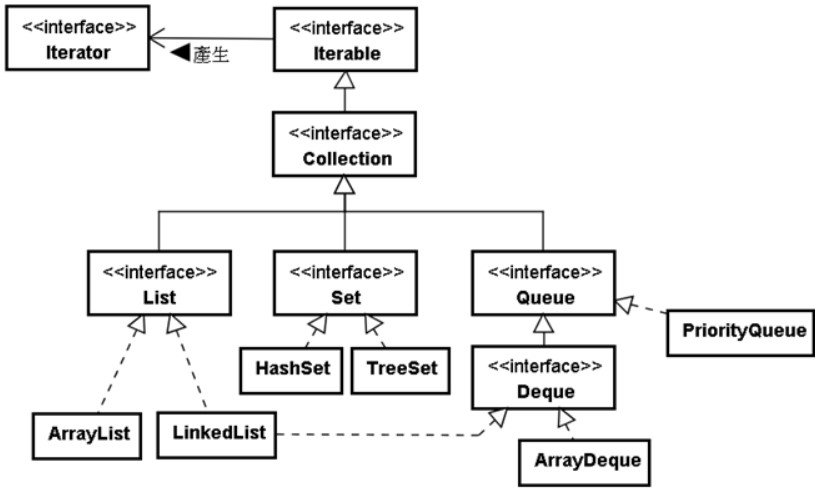 <<interface>>
Iterator
◀產生
<<interface>>
Iterable
<<interface>>
Collection
<<interface>>
List
<<interface>>
Set
<<interface>>
Queue
PriorityQueue
HashSet
TreeSet
<<interface>>
Deque
ArrayList
LinkedList
ArrayDeque